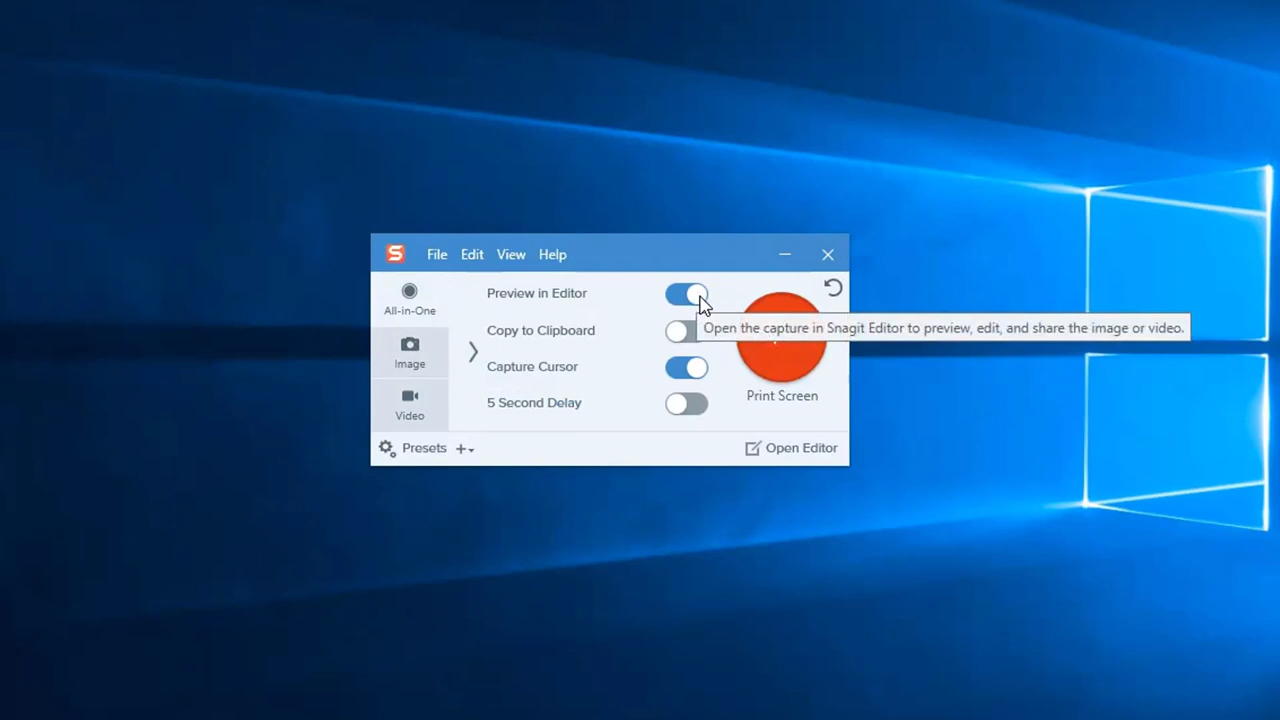 File Edit View Help
All-in-One
Image
Video
Preview in Editor
Copy to Clipboard
Capture Cursor
5 Second Delay
Open the capture in Snagit Editor to preview, edit, and share the image or video.
Print Screen
Presets
Open Editor